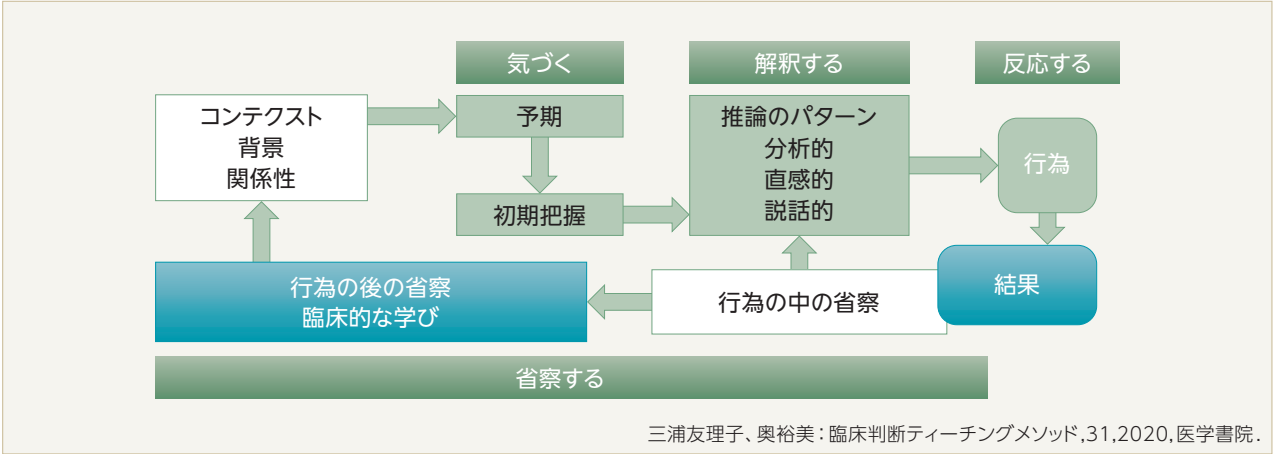 気づく
解釈する
反応する
コンテクスト
背景
関係性
予期
初期把握
推論のパターン
分析的
直感的
説話的
行為
結果
行為の中の省察
行為の後の省察
臨床的な学び
省察する
三浦友理子、奥裕美：臨床判断ティーチングメソッド,31,2020,医学書院.